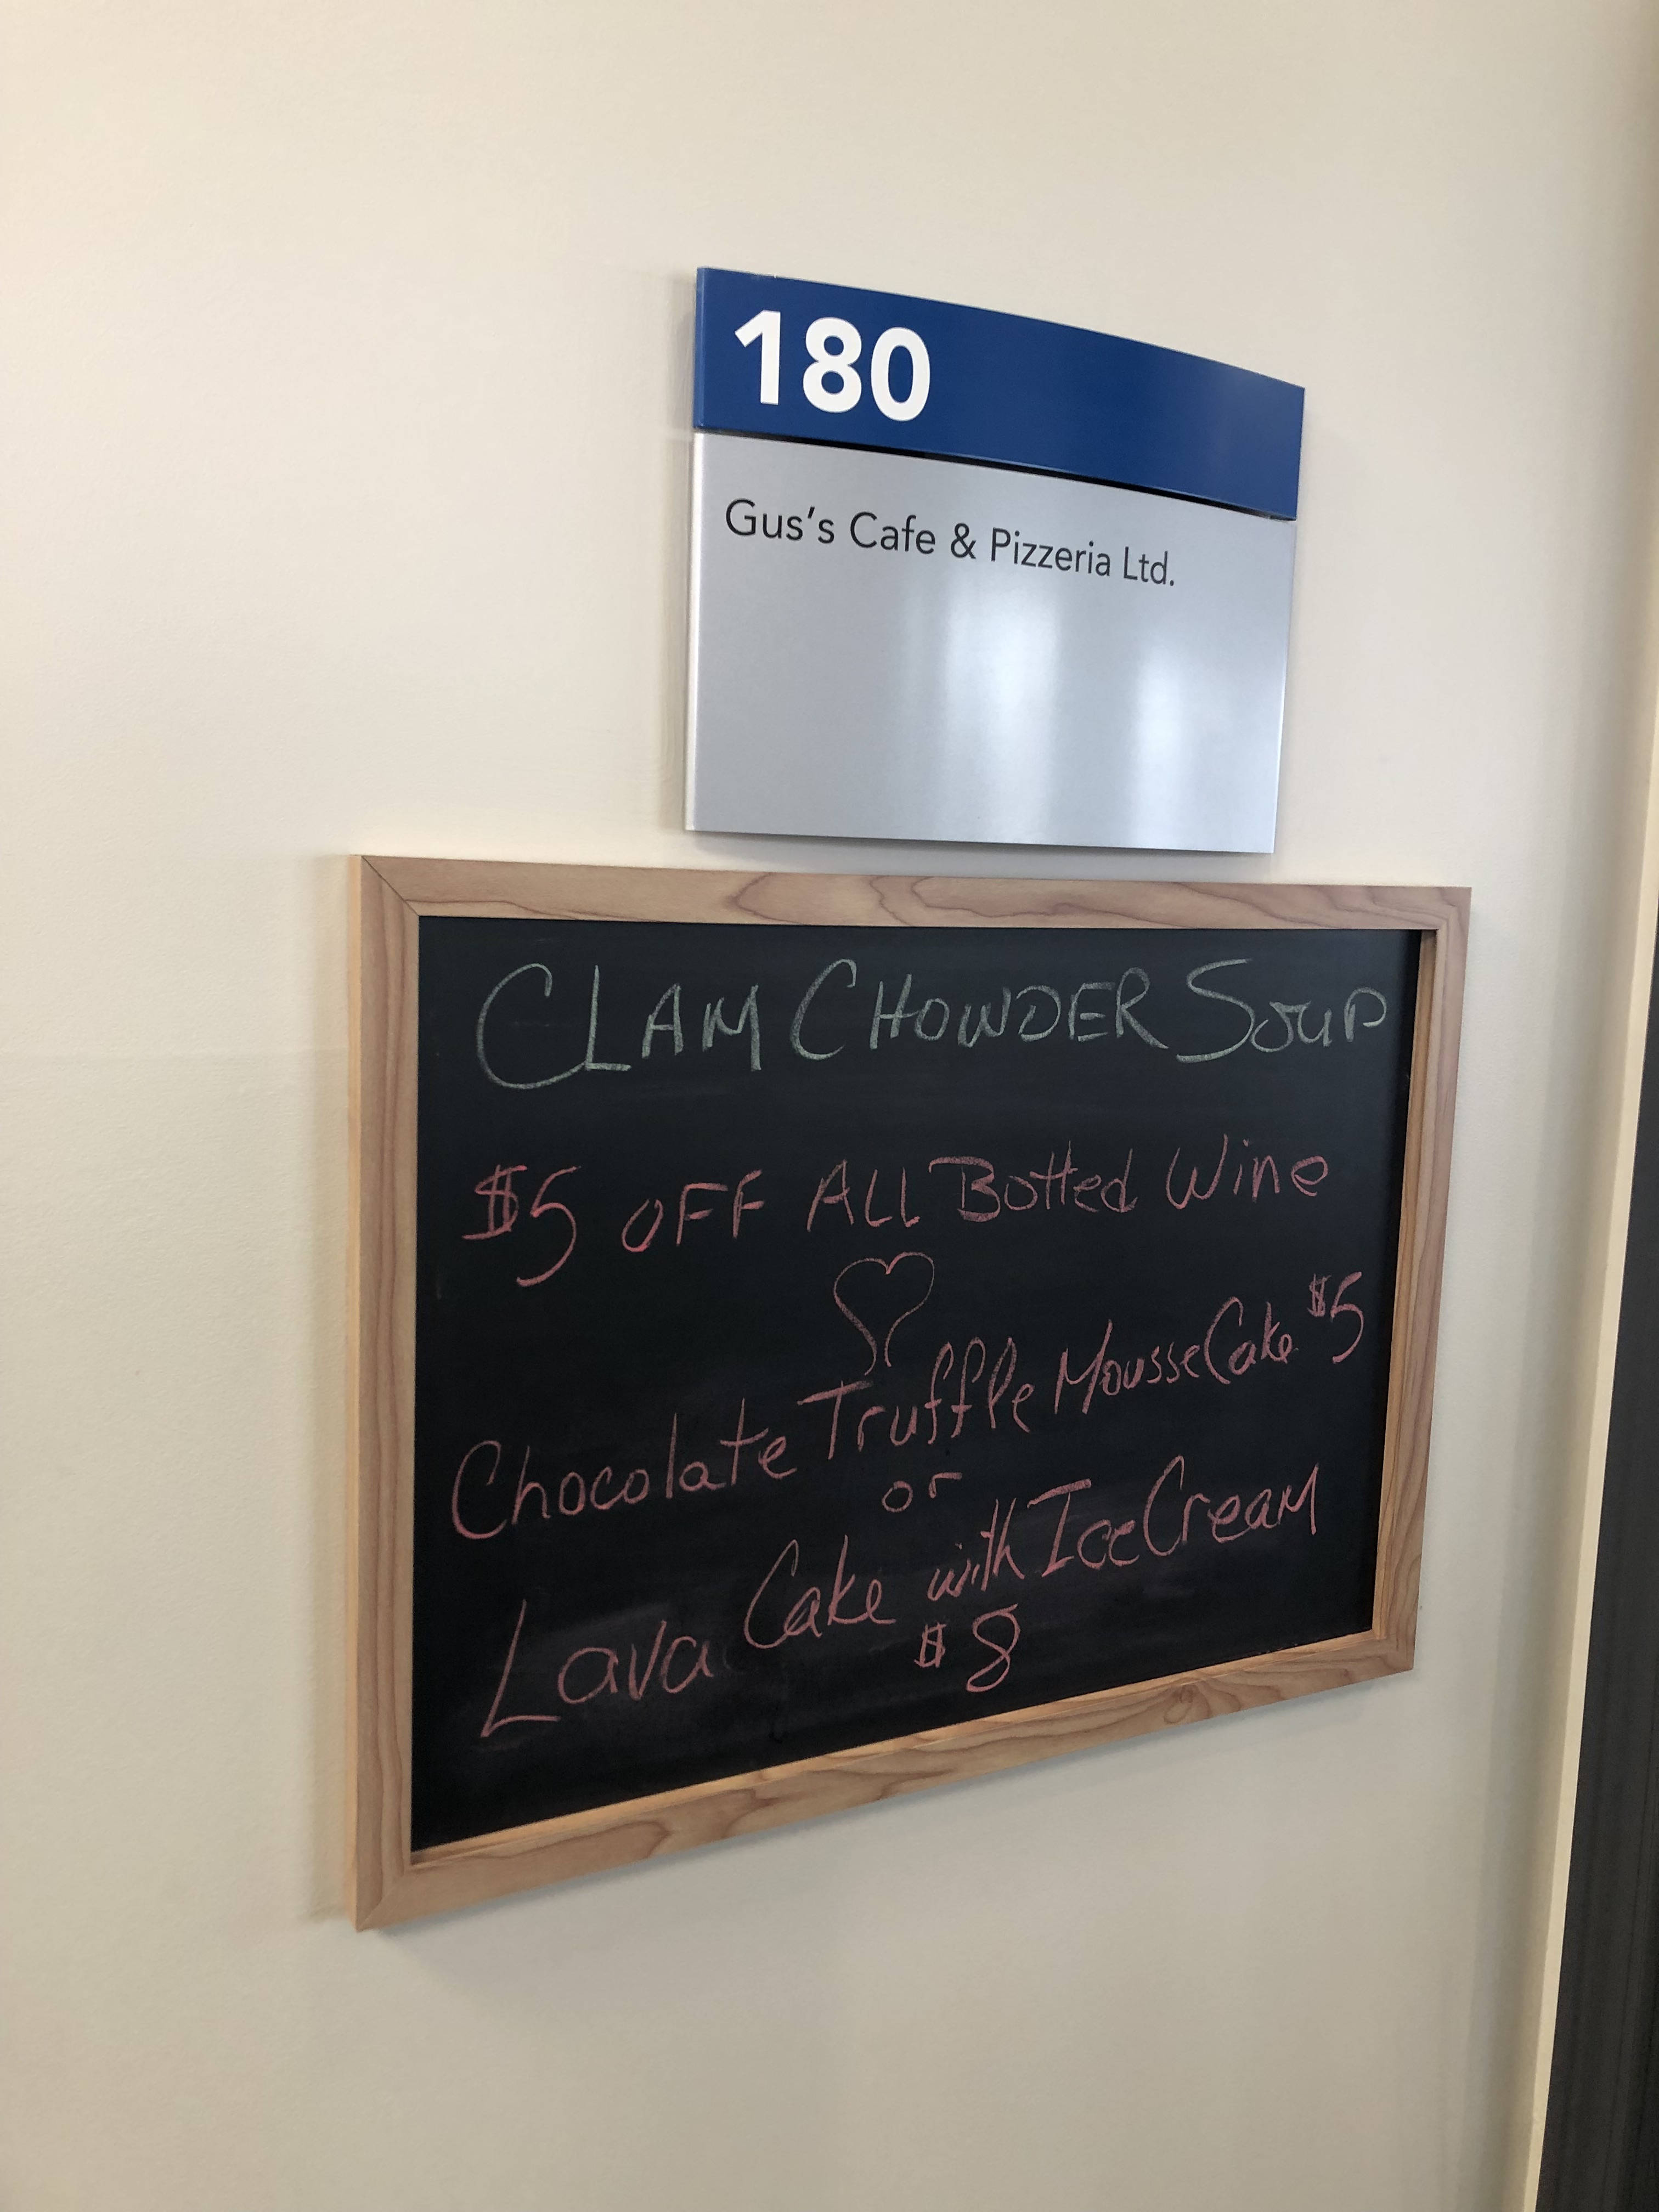 180
Gus's Cafe & Pizzeria Ltd.
CLAM CHOWDER SOUP
$5 OFF ALL Botted Wine
Chocolate Truffle Mousse Cake $5
or
Lava Cake with Ice Cream
$8